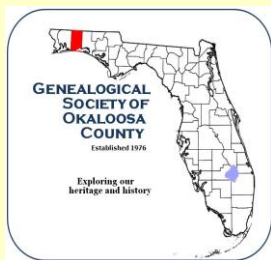 GENEALOGICAL
SOCIETY OF
OKALOOSA
COUNTY
Established 1976
Exploring our
heritage and history